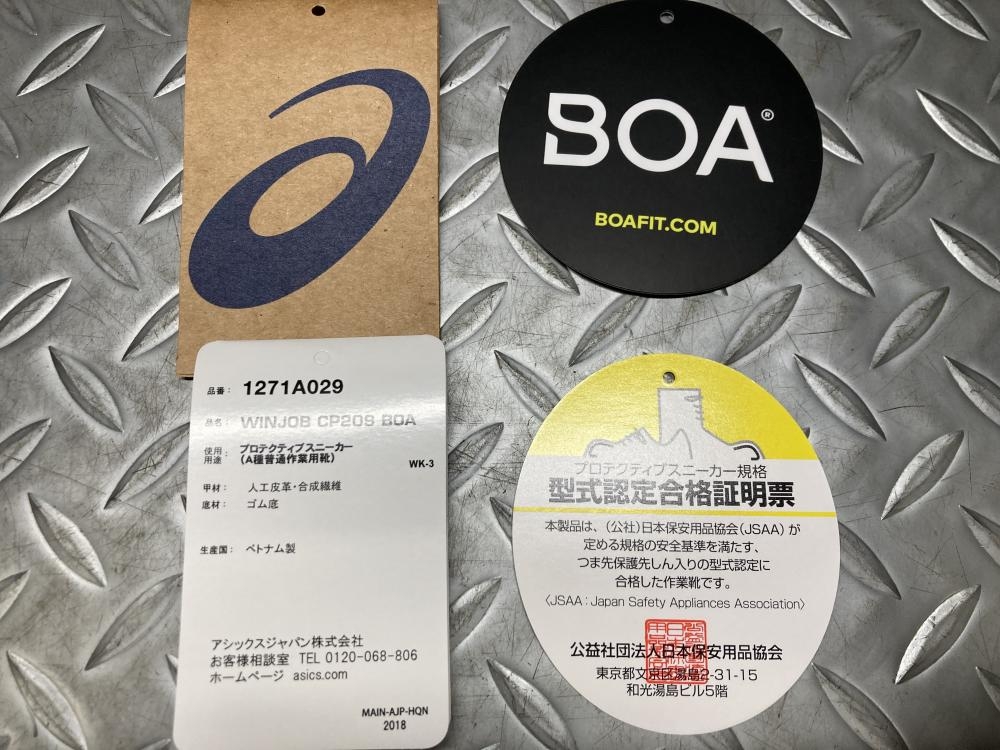 BOA®
BOAFIT.COM
品番: 1271A029
品名: WINJOB CP209 BOA
使用用途: プロテクティブスニーカー
(A種普通作業用靴)
WK-3
甲材: 人工皮革・合成繊維
底材: ゴム底
生産国: ベトナム製
アシックスジャパン株式会社
お客様相談室 TEL 0120-068-806
ホームページ asics.com
MAIN-AJP-HQN
2018
プロテクティブスニーカー規格
型式認定合格証明票
本製品は、(公社)日本保安用品協会(JSAA)が
定める規格の安全基準を満たす、
つま先保護先しん入りの型式認定に
合格した作業靴です。
〈JSAA:Japan Safety Appliances Association〉
公益社団法人日本保安用品協会
東京都文京区湯島2-31-15
和光湯島ビル5階